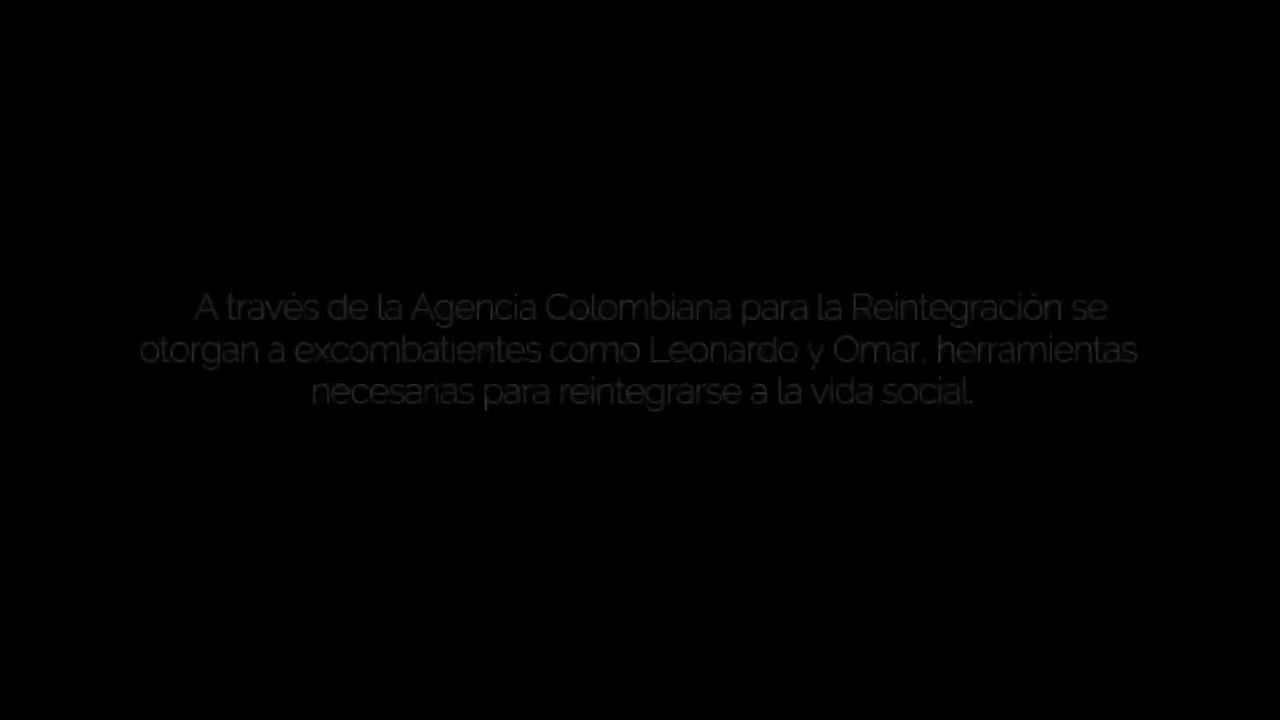 A través de la Agencia Colombiana para la Reintegración se
otorgan a excombatientes como Leonardo y Omar, herramientas
necesarias para reintegrarse a la vida social.